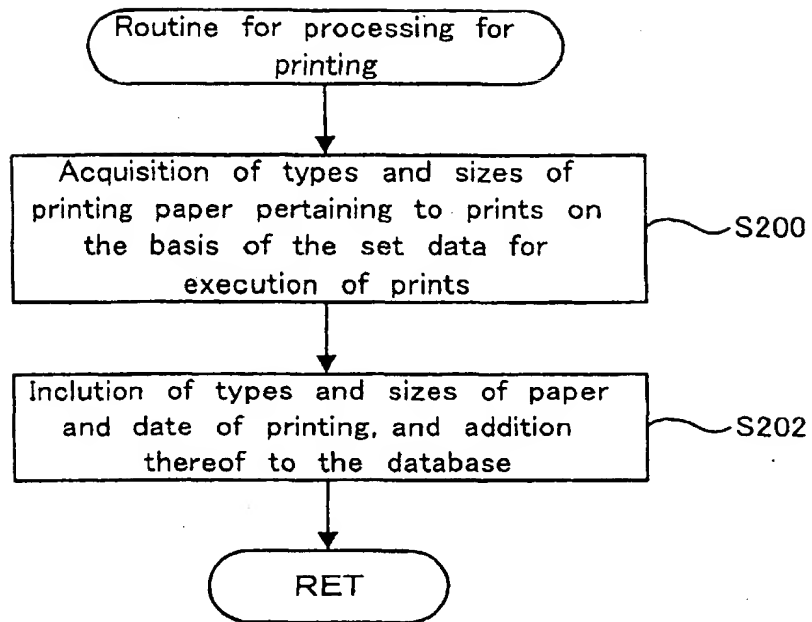 Routine for processing for
printing
Acquisition of types and sizes of
printing paper pertaining to prints on
the basis of the set data for
execution of prints
S200
Inclution of types and sizes of paper
and date of printing, and addition
thereof to the database
S202
RET